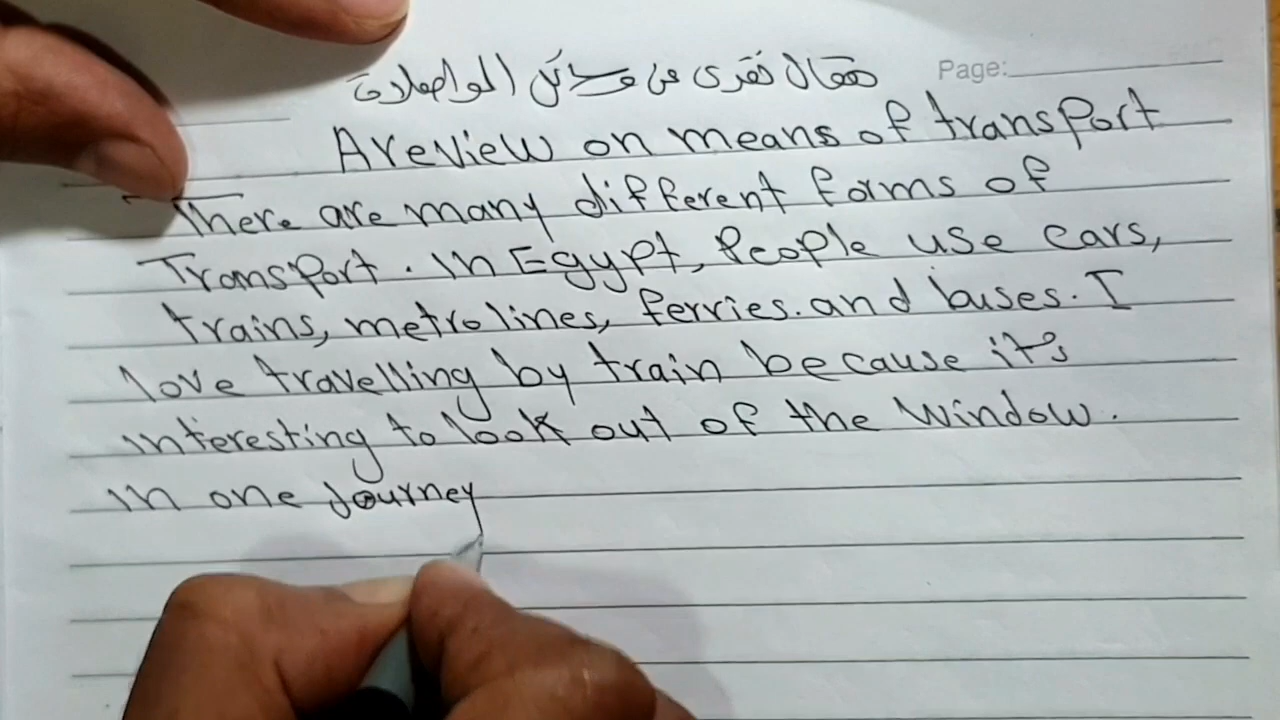 مقال نقدى عن وسائل المواصلات
Page:
A review on means of transport
There are many different forms of
Transport. in Egypt, People use cars,
trains, metro lines, ferries. and buses. I
love travelling by train because it's
interesting to look out of the window.
in one journey